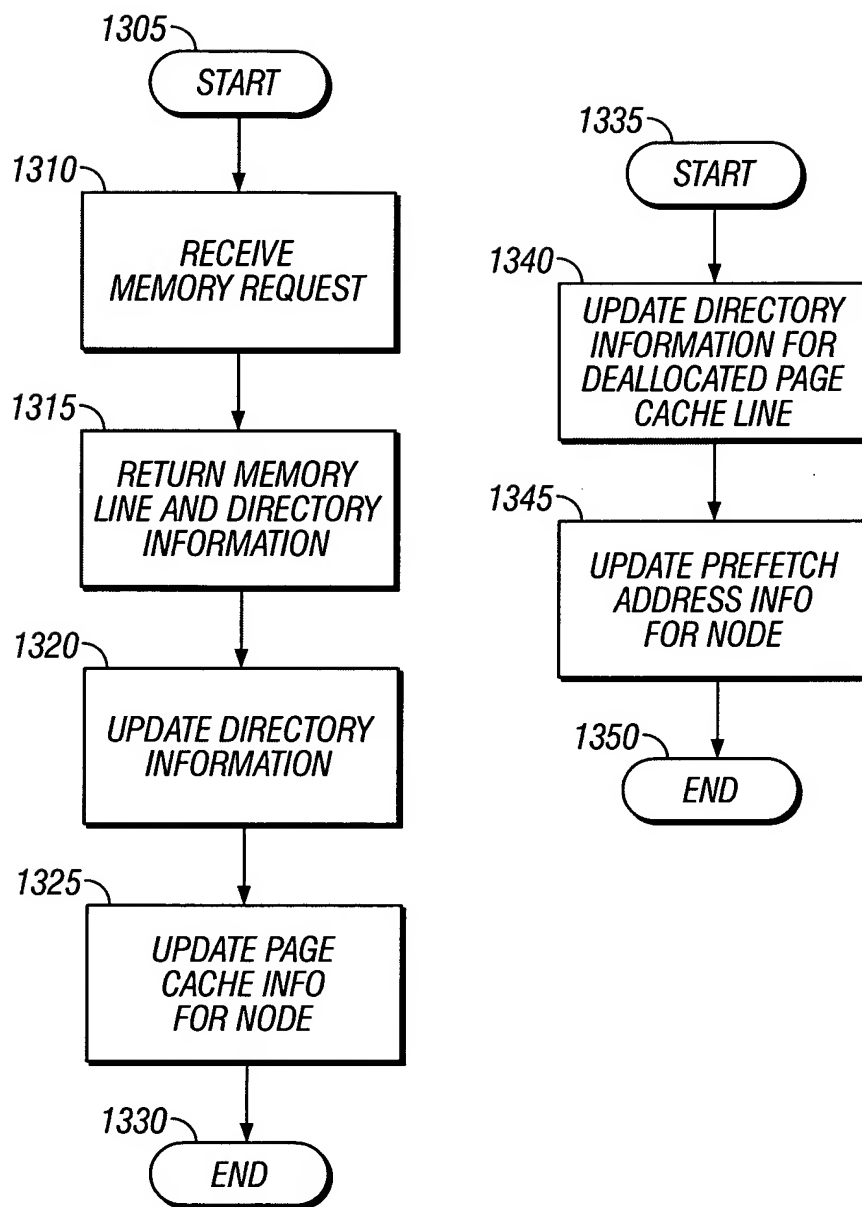 1305
START
1310
RECEIVE
MEMORY REQUEST
1315
RETURN MEMORY
LINE AND DIRECTORY
INFORMATION
1320
UPDATE DIRECTORY
INFORMATION
1325
UPDATE PAGE
CACHE INFO
FOR NODE
1330
END
1335
START
1340
UPDATE DIRECTORY
INFORMATION FOR
DEALLOCATED PAGE
CACHE LINE
1345
UPDATE PREFETCH
ADDRESS INFO
FOR NODE
1350
END